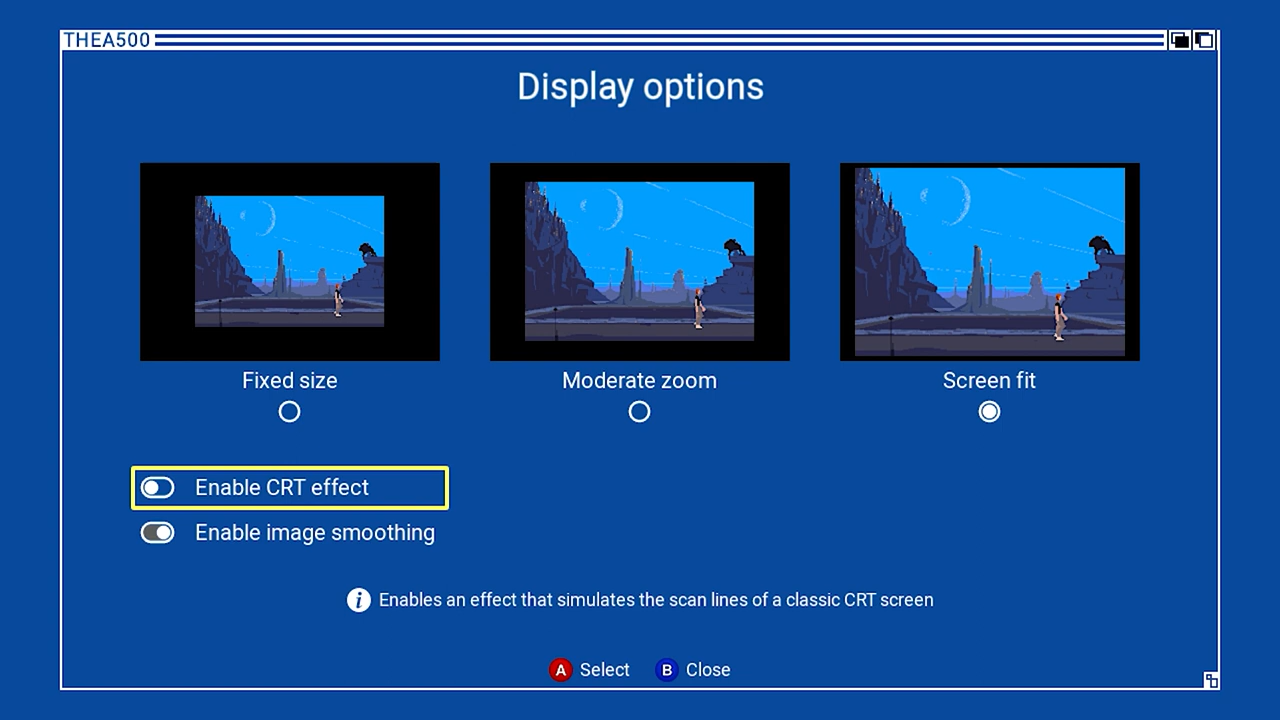 THEA500
Display options
Fixed size
Moderate zoom
Screen fit
Enable CRT effect
Enable image smoothing
i Enables an effect that simulates the scan lines of a classic CRT screen
A Select B Close